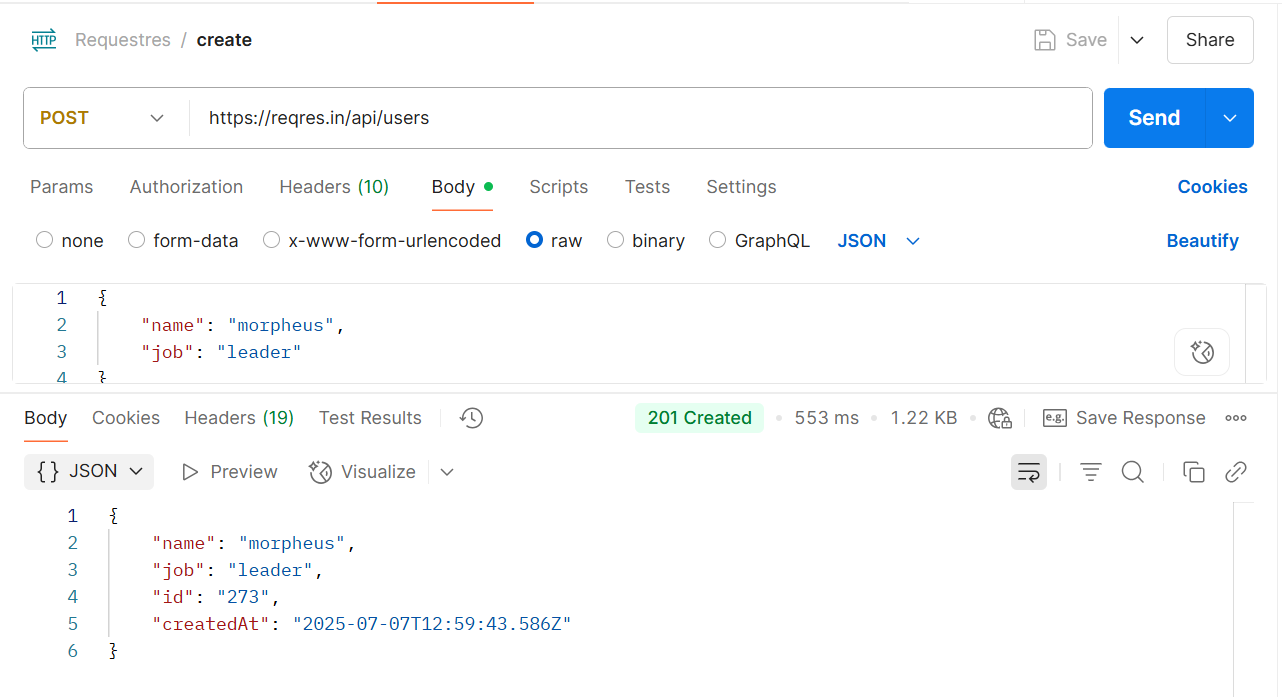 HTTP Requestres / create Save Share
POST https://reqres.in/api/users Send
Params Authorization Headers (10) Body Scripts Tests Settings Cookies
none form-data x-www-form-urlencoded raw binary GraphQL JSON Beautify
1 {
2 "name": "morpheus",
3 "job": "leader"
4 }
Body Cookies Headers (19) Test Results 201 Created 553 ms 1.22 KB e.g. Save Response
{} JSON Preview Visualize
1 {
2 "name": "morpheus",
3 "job": "leader",
4 "id": "273",
5 "createdAt": "2025-07-07T12:59:43.586Z"
6 }